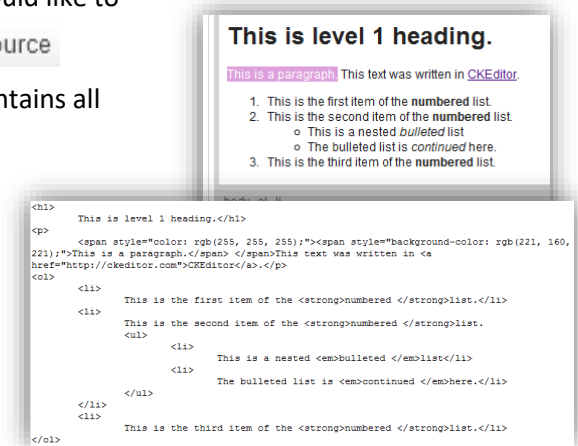 uld like to
urce
ntains all
This is level 1 heading.
This is a paragraph. This text was written in CKEditor.
1. This is the first item of the numbered list.
2. This is the second item of the numbered list.
o This is a nested bulleted list
o The bulleted list is continued here.
3. This is the third item of the numbered list.
<h1>
This is level 1 heading.</h1>
<p>
<span style="color: rgb(255, 255, 255);"><span style="background-color: rgb(221, 160,
221);">This is a paragraph.</span> </span>This text was written in <a
href="http://ckeditor.com">CKEditor</a>.</p>
<ol>
<li>
This is the first item of the <strong>numbered </strong>list.</li>
<li>
This is the second item of the <strong>numbered </strong>list.
<ul>
<li>
This is a nested <em>bulleted </em>list</li>
<li>
The bulleted list is <em>continued </em>here.</li>
</ul>
</li>
<li>
This is the third item of the <strong>numbered </strong>list.</li>
</ol>